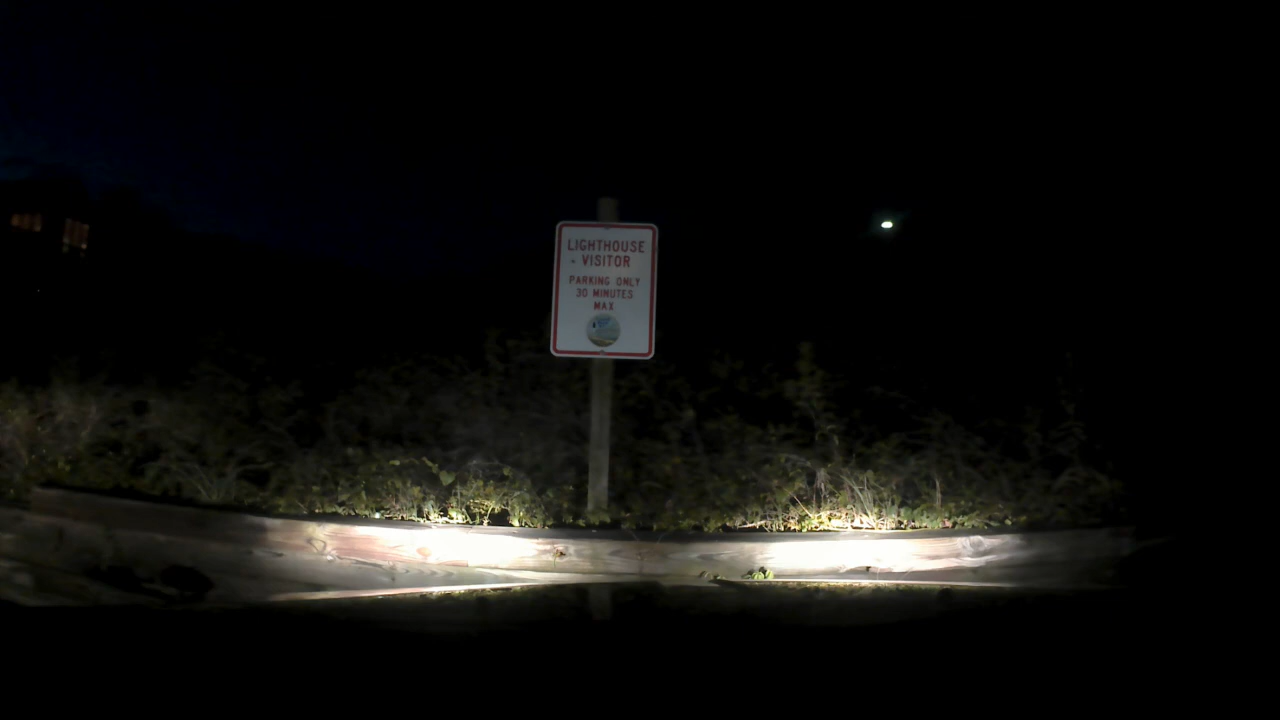 LIGHTHOUSE
VISITOR
PARKING ONLY
30 MINUTES
MAX